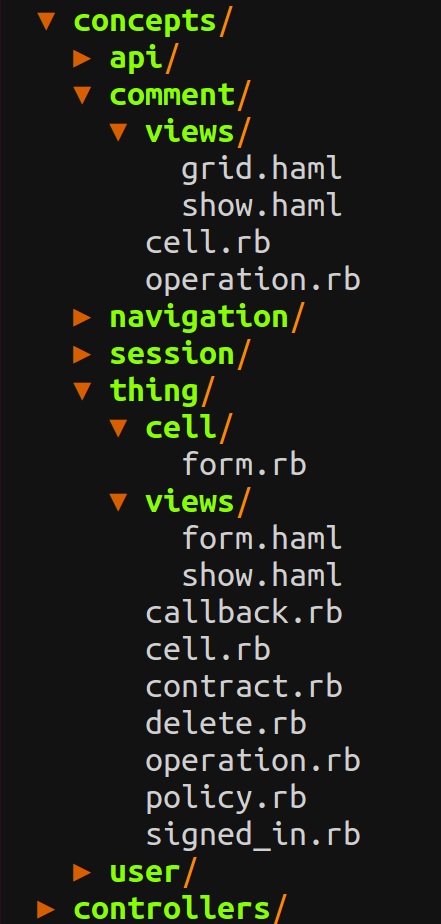 concepts/
api/
comment/
views/
grid.haml
show.haml
cell.rb
operation.rb
navigation/
session/
thing/
cell/
form.rb
views/
form.haml
show.haml
callback.rb
cell.rb
contract.rb
delete.rb
operation.rb
policy.rb
signed_in.rb
user/
controllers/